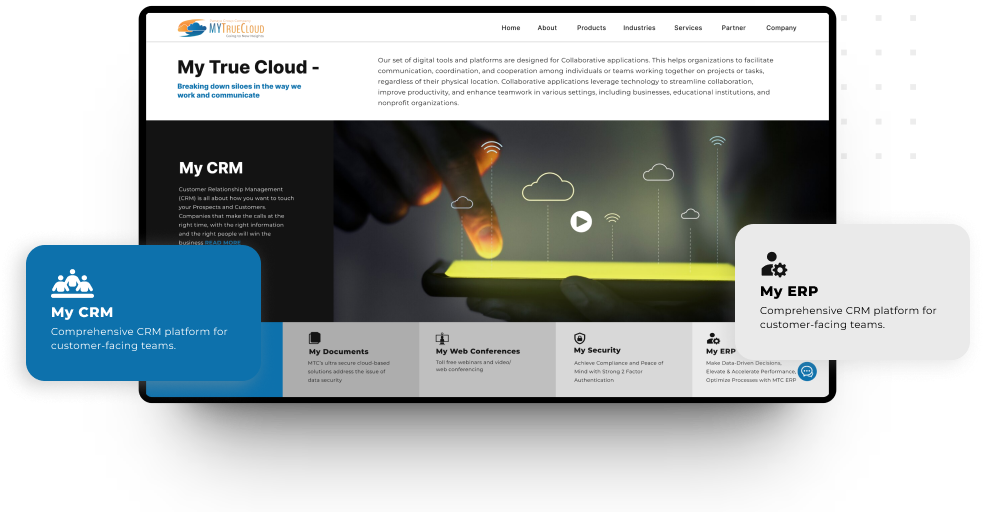 MYTRUECLOUD
Home About Products Industries Services Partner Company
My True Cloud -
Breaking down siloes in the way we
work and communicate
Our set of digital tools and platforms are designed for Collaborative applications. This helps organizations to facilitate
communication, coordination, and cooperation among individuals or teams working together on projects or tasks,
regardless of their physical location. Collaborative applications leverage technology to streamline collaboration,
improve productivity, and enhance teamwork in various settings, including businesses, educational institutions, and
nonprofit organizations.
My CRM
Customer Relationship Management
(CRM) is all about how you want to touch
your Prospects and Customers.
Companies that make the calls at the
right time, with the right information
and the right people will win the
business READ MORE
My CRM
Comprehensive CRM platform for
customer-facing teams.
My ERP
Comprehensive CRM platform for
customer-facing teams.
My Documents
MTC's ultra secure cloud-based
solutions address the issue of
data security
My Web Conferences
Toll free webinars and video/
web conferencing
My Security
Achieve Compliance and Peace of
Mind with Strong 2 Factor
Authentication
My ERP
Make Data-Driven Decisions,
Elevate & Accelerate Performance,
Optimize Processes with MTC ERP